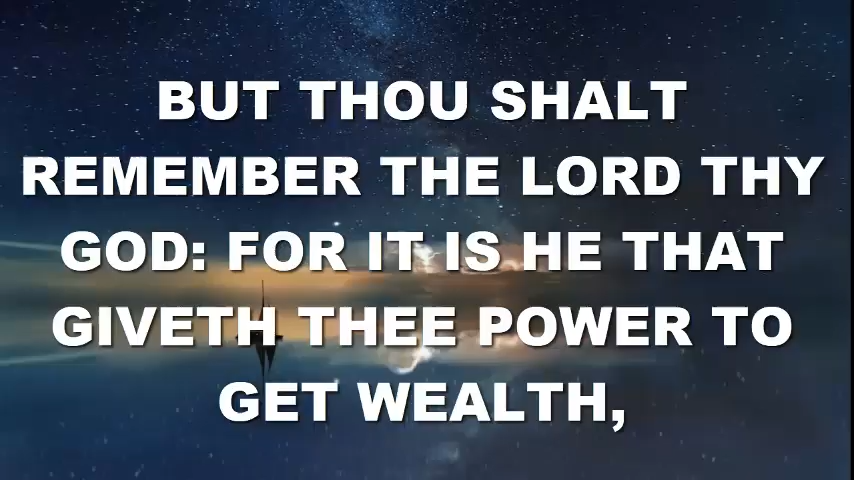 BUT THOU SHALT
REMEMBER THE LORD THY
GOD: FOR IT IS HE THAT
GIVETH THEE POWER TO
GET WEALTH,